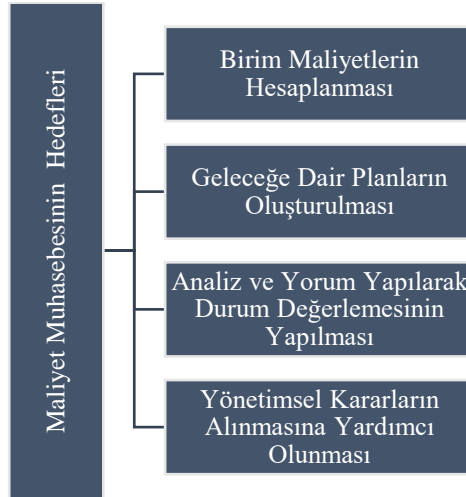 Maliyet Muhasebesinin Hedefleri
Birim Maliyetlerin
Hesaplanması
Geleceğe Dair Planların
Oluşturulması
Analiz ve Yorum Yapılarak
Durum Değerlemesinin
Yapılması
Yönetimsel Kararların
Alınmasına Yardımcı
Olunması